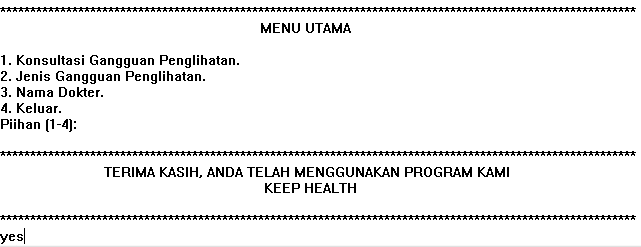 ********************************************************************************************
MENU UTAMA
1. Konsultasi Gangguan Penglihatan.
2. Jenis Gangguan Penglihatan.
3. Nama Dokter.
4. Keluar.
Piihan (1-4):
********************************************************************************************
TERIMA KASIH, ANDA TELAH MENGGUNAKAN PROGRAM KAMI
KEEP HEALTH
********************************************************************************************
yes